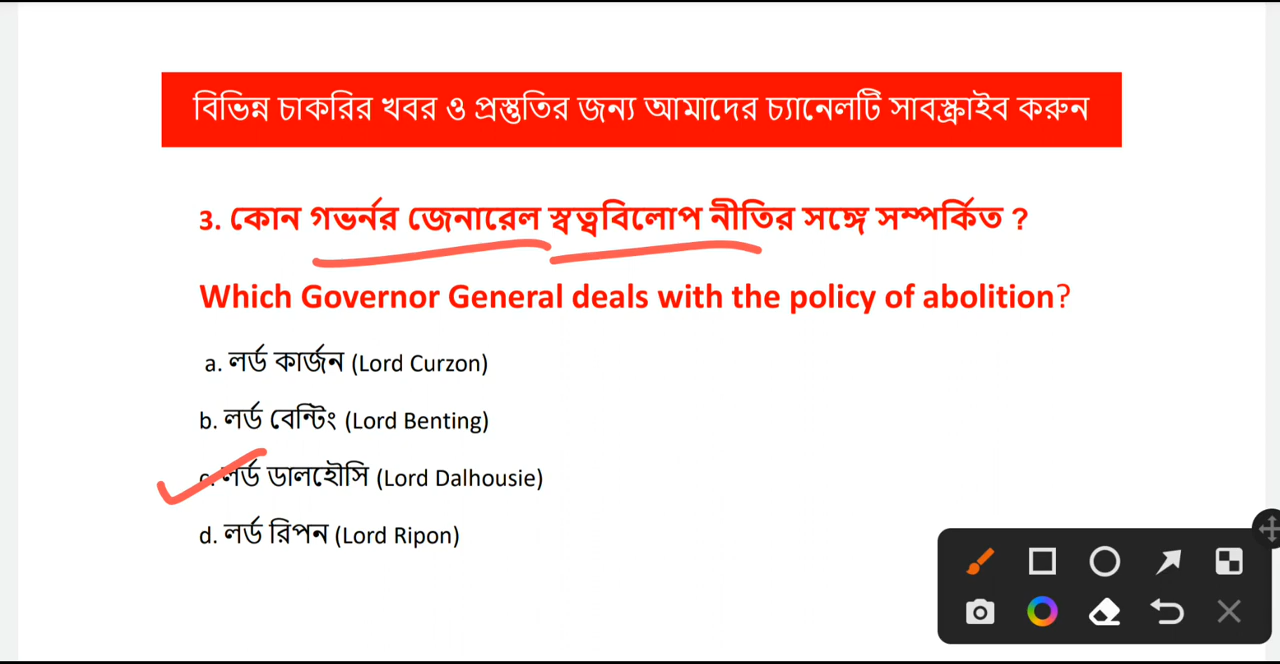 বিভিন্ন চাকরির খবর ও প্রস্তুতির জন্য আমাদের চ্যানেলটি সাবস্ক্রাইব করুন
3. কোন গভর্নর জেনারেল স্বত্ববিলোপ নীতির সঙ্গে সম্পর্কিত ?
Which Governor General deals with the policy of abolition?
a. লর্ড কার্জন (Lord Curzon)
b. লর্ড বেন্টিং (Lord Benting)
c. লর্ড ডালহৌসি (Lord Dalhousie)
d. লর্ড রিপন (Lord Ripon)